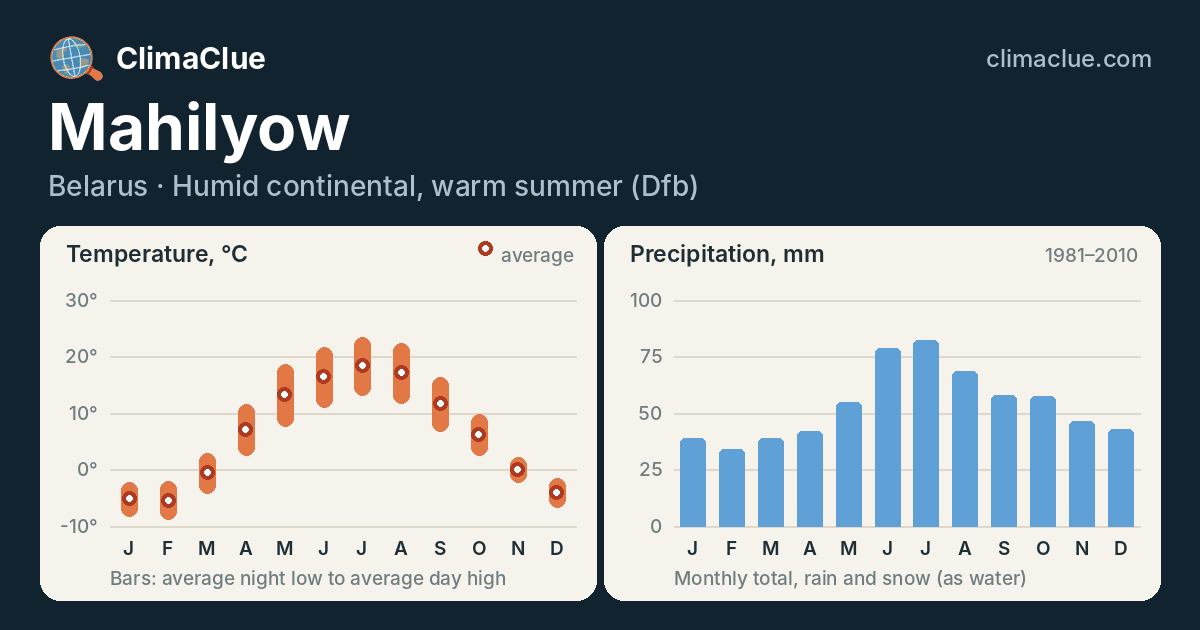 ClimaClue
climaclue.com
Mahilyow
Belarus · Humid continental, warm summer (Dfb)
Temperature, °C
average
30°
20°
10°
0°
-10°
J F M A M J J A S O N D
Bars: average night low to average day high
Precipitation, mm
1981–2010
100
75
50
25
0
J F M A M J J A S O N D
Monthly total, rain and snow (as water)